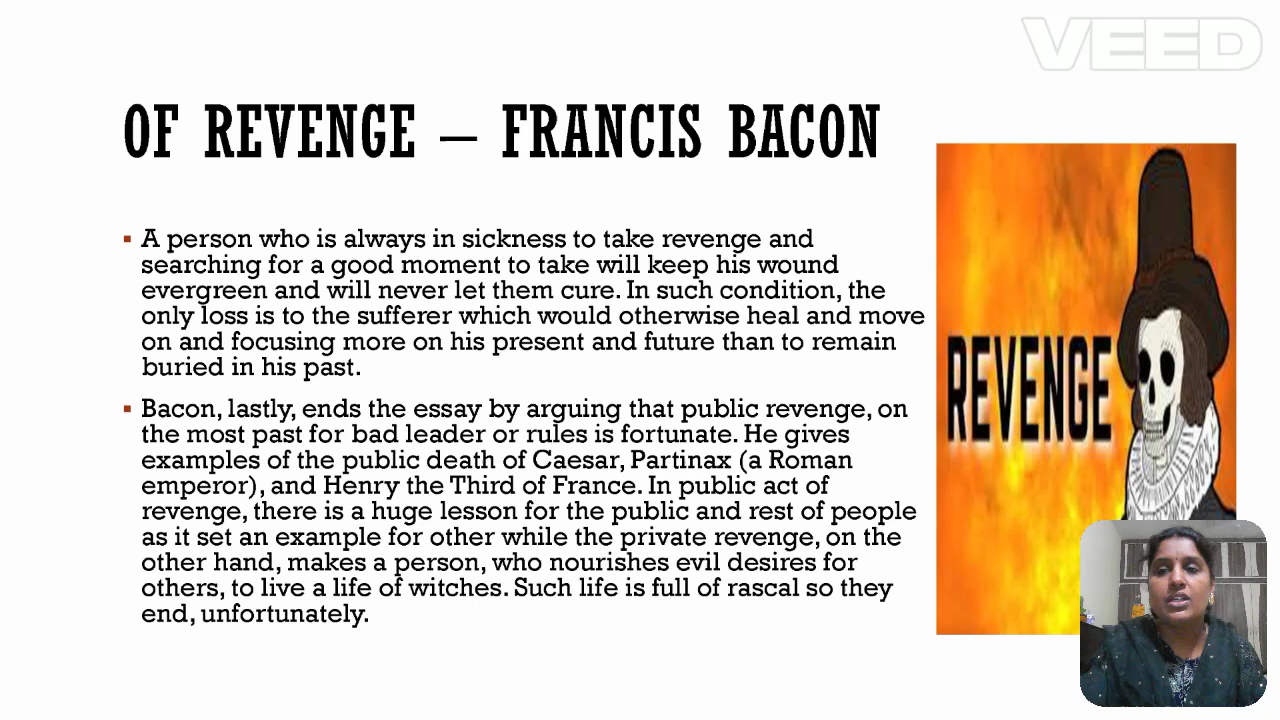 VEED
OF REVENGE – FRANCIS BACON
▪ A person who is always in sickness to take revenge and
searching for a good moment to take will keep his wound
evergreen and will never let them cure. In such condition, the
only loss is to the sufferer which would otherwise heal and move
on and focusing more on his present and future than to remain
buried in his past.
▪ Bacon, lastly, ends the essay by arguing that public revenge, on
the most past for bad leader or rules is fortunate. He gives
examples of the public death of Caesar, Partinax (a Roman
emperor), and Henry the Third of France. In public act of
revenge, there is a huge lesson for the public and rest of people
as it set an example for other while the private revenge, on the
other hand, makes a person, who nourishes evil desires for
others, to live a life of witches. Such life is full of rascal so they
end, unfortunately.
REVENGE